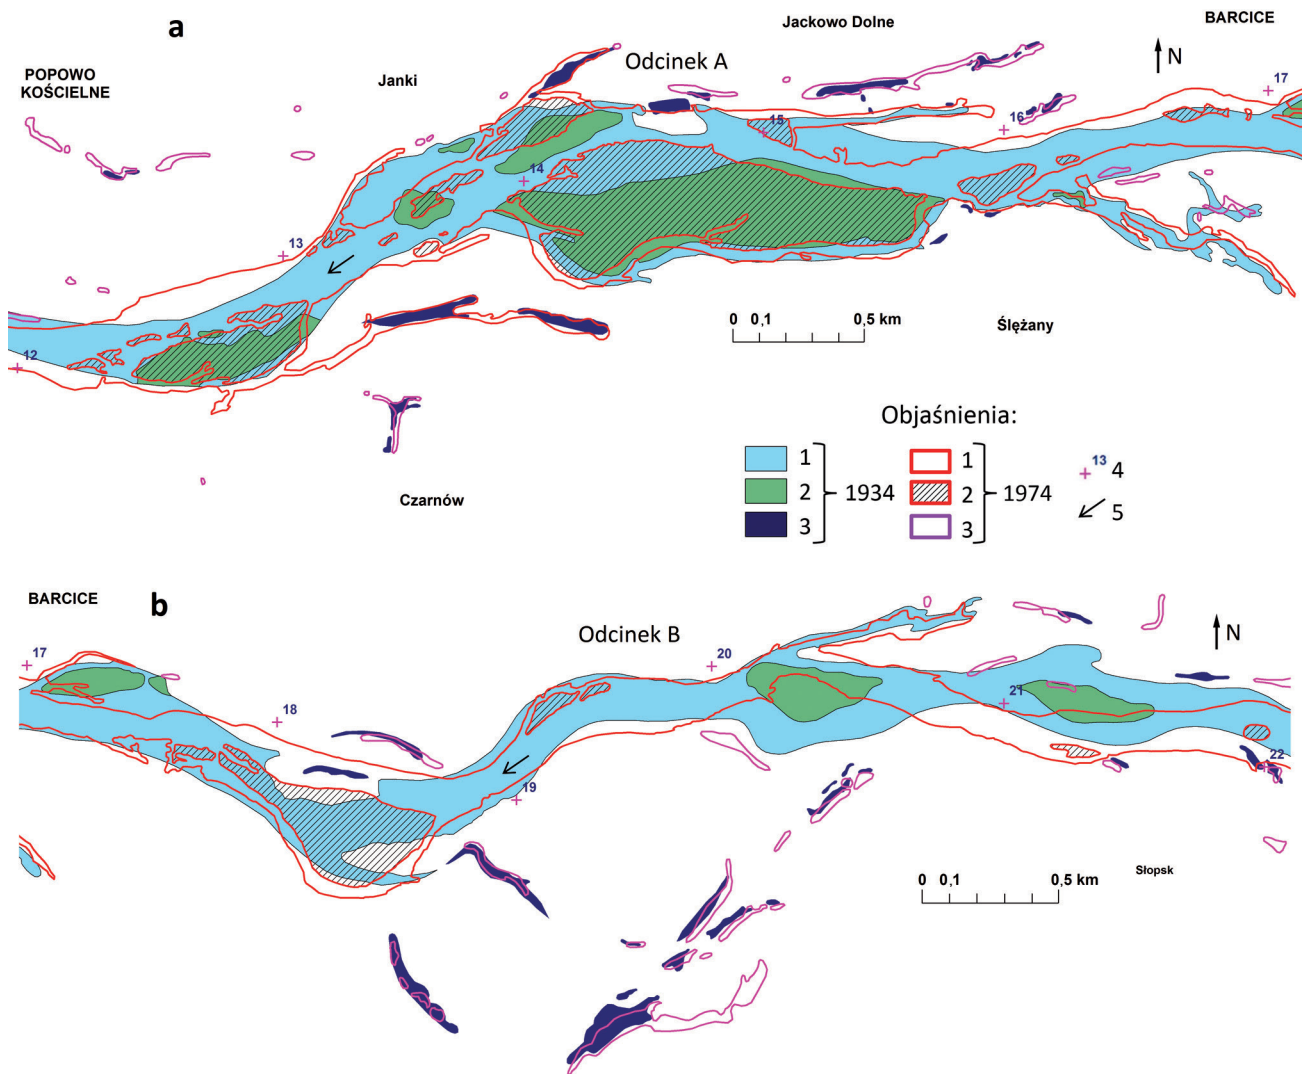 a
Jackowo Dolne
BARCICE
POPOWO
KOŚCIELNE
Janki
Odcinek A
N
17
16
15
14
13
12
0 0,1 0,5 km
Ślężany
Czarnów
Objaśnienia:
1 1 13 4
2 1934 2 1974
3 3 5
b
BARCICE
Odcinek B
N
17
18
19
20
21
22
0 0,1 0,5 km
Słopsk